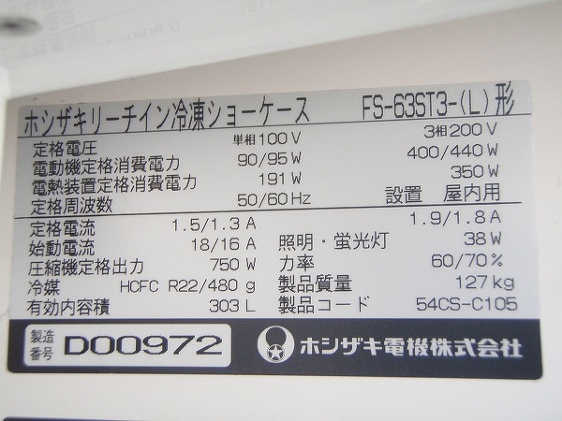 ホシザキリーチイン冷凍ショーケース FS-63ST3-(L)形
定格電圧 単相100V 3相200V
電動機定格消費電力 90/95W 400/440W
電熱装置定格消費電力 191W 350W
定格周波数 50/60Hz 設置 屋内用
定格電流 1.5/1.3A 1.9/1.8A
始動電流 18/16A 照明・蛍光灯 38W
圧縮機定格出力 750W 力率 60/70%
冷媒 HCFC R22/480g 製品質量 127kg
有効内容積 303L 製品コード 54CS-C105
製造番号 D00972 ホシザキ電機株式会社